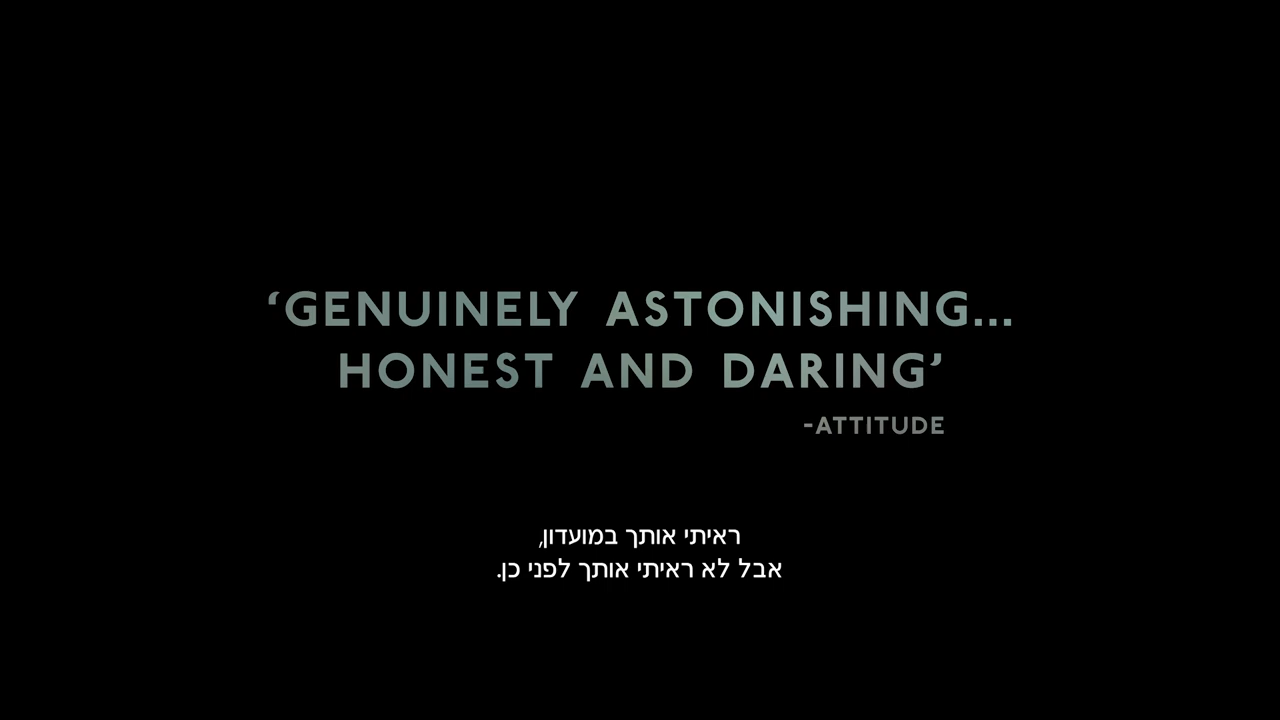 ‘GENUINELY ASTONISHING...
HONEST AND DARING’
-ATTITUDE
ראיתי אותך במועדון,
אבל לא ראיתי אותך לפני כן.